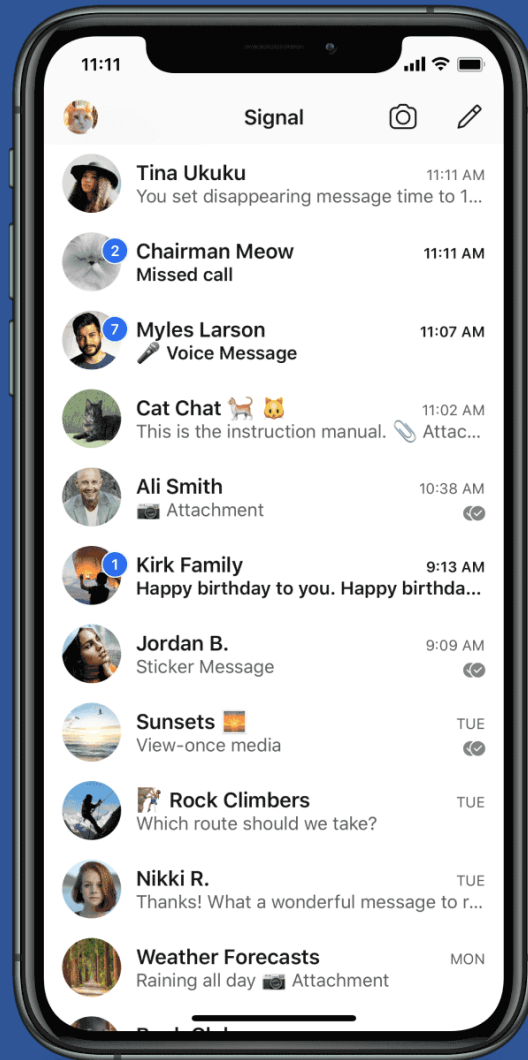 11:11
Signal
Tina Ukuku 11:11 AM
You set disappearing message time to 1...
2 Chairman Meow 11:11 AM
Missed call
7 Myles Larson 11:07 AM
🎤 Voice Message
Cat Chat 🐈 🐱 11:02 AM
This is the instruction manual. 📎 Attac...
Ali Smith 10:38 AM
📷 Attachment
1 Kirk Family 9:13 AM
Happy birthday to you. Happy birthda...
Jordan B. 9:09 AM
Sticker Message
Sunsets 🌅 TUE
View-once media
🧗 Rock Climbers TUE
Which route should we take?
Nikki R. TUE
Thanks! What a wonderful message to r...
Weather Forecasts MON
Raining all day 📷 Attachment